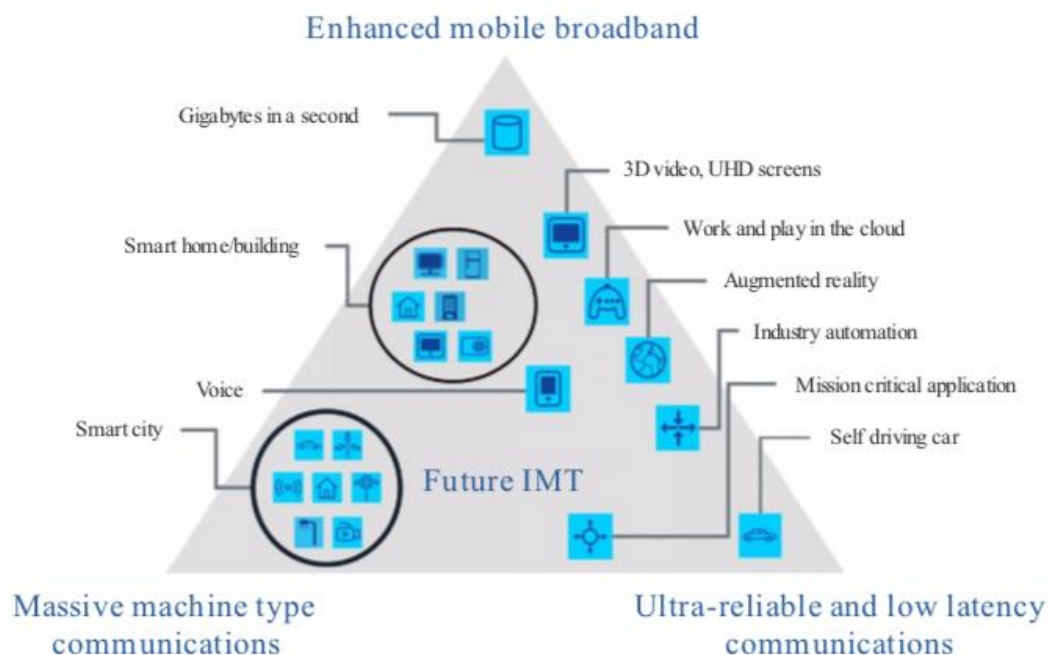 Enhanced mobile broadband
Gigabytes in a second
3D video, UHD screens
Work and play in the cloud
Smart home/building
Augmented reality
Industry automation
Voice
Mission critical application
Smart city
Self driving car
Future IMT
Massive machine type
communications
Ultra-reliable and low latency
communications